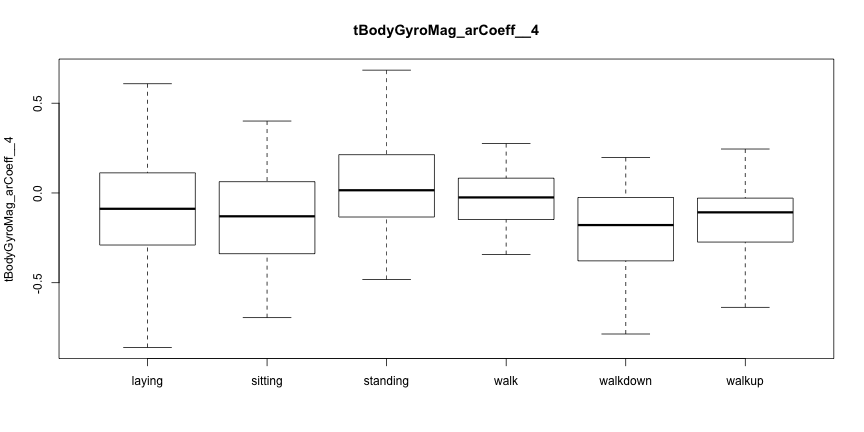 tBodyGyroMag_arCoeff__4
tBodyGyroMag_arCoeff__4
0.5
0.0
-0.5
laying sitting standing walk walkdown walkup